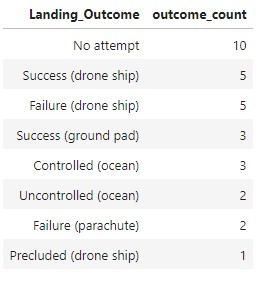 Landing_Outcome outcome_count
No attempt 10
Success (drone ship) 5
Failure (drone ship) 5
Success (ground pad) 3
Controlled (ocean) 3
Uncontrolled (ocean) 2
Failure (parachute) 2
Precluded (drone ship) 1